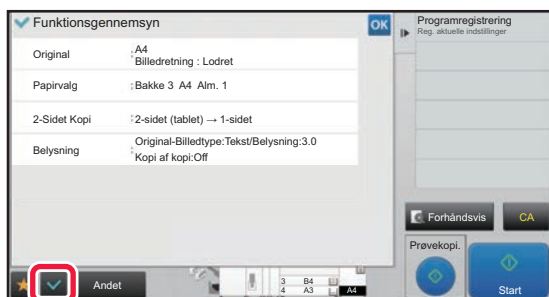 Funktionsgennemsyn
OK
Original
: A4
Billedretning : Lodret
Papirvalg
: Bakke 3 A4 Alm. 1
2-Sidet Kopi
: 2-sidet (tablet) → 1-sidet
Belysning
: Original-Billedtype:Tekst/Belysning:3.0
Kopi af kopi:Off
Andet
3 B4
4 A3
A4
Programregistrering
Reg. aktuelle indstillinger
Forhåndsvis
CA
Prøvekopi.
Start